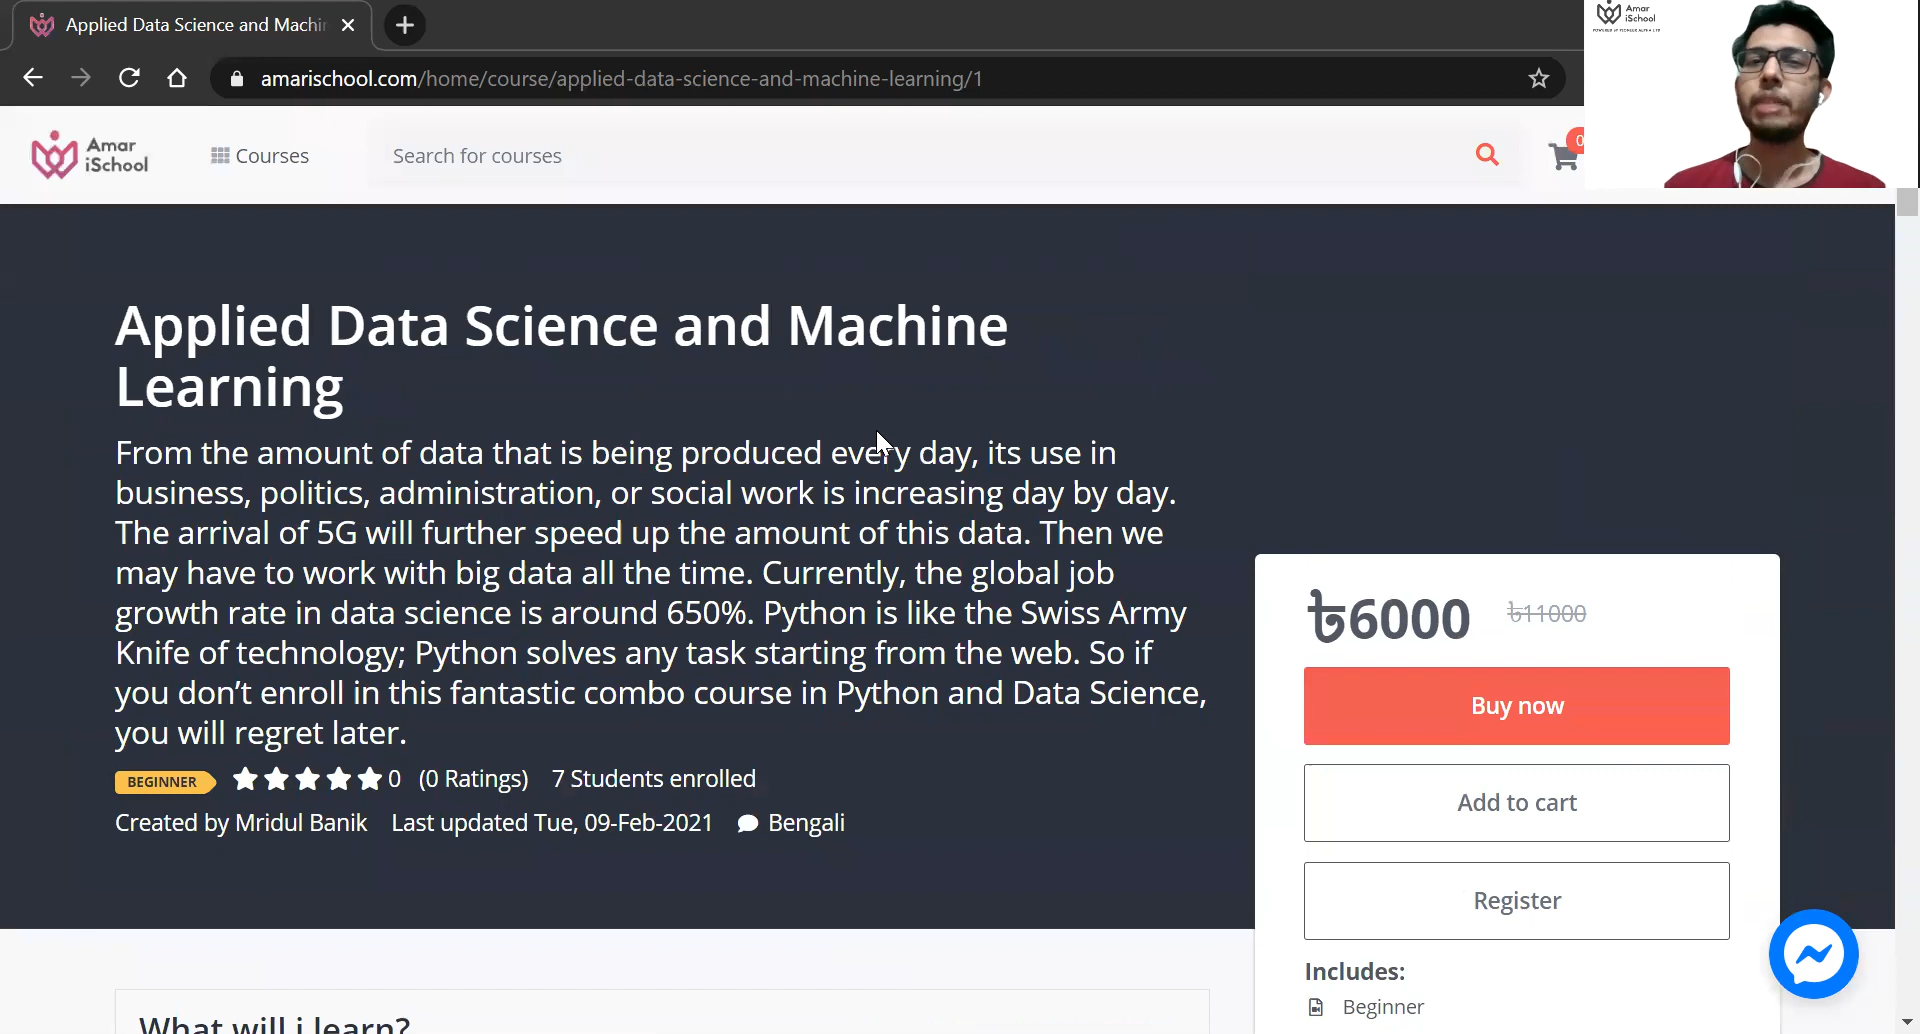 Applied Data Science and Machin
amarischool.com/home/course/applied-data-science-and-machine-learning/1
Amar
iSchool
POWERED BY PIONEER ALPHA LTD
Amar
iSchool
Courses
Search for courses
0
Applied Data Science and Machine
Learning
From the amount of data that is being produced every day, its use in
business, politics, administration, or social work is increasing day by day.
The arrival of 5G will further speed up the amount of this data. Then we
may have to work with big data all the time. Currently, the global job
growth rate in data science is around 650%. Python is like the Swiss Army
Knife of technology; Python solves any task starting from the web. So if
you don’t enroll in this fantastic combo course in Python and Data Science,
you will regret later.
BEGINNER 0 (0 Ratings) 7 Students enrolled
Created by Mridul Banik Last updated Tue, 09-Feb-2021 Bengali
৳6000 ৳11000
Buy now
Add to cart
Register
Includes:
Beginner
What will i learn?